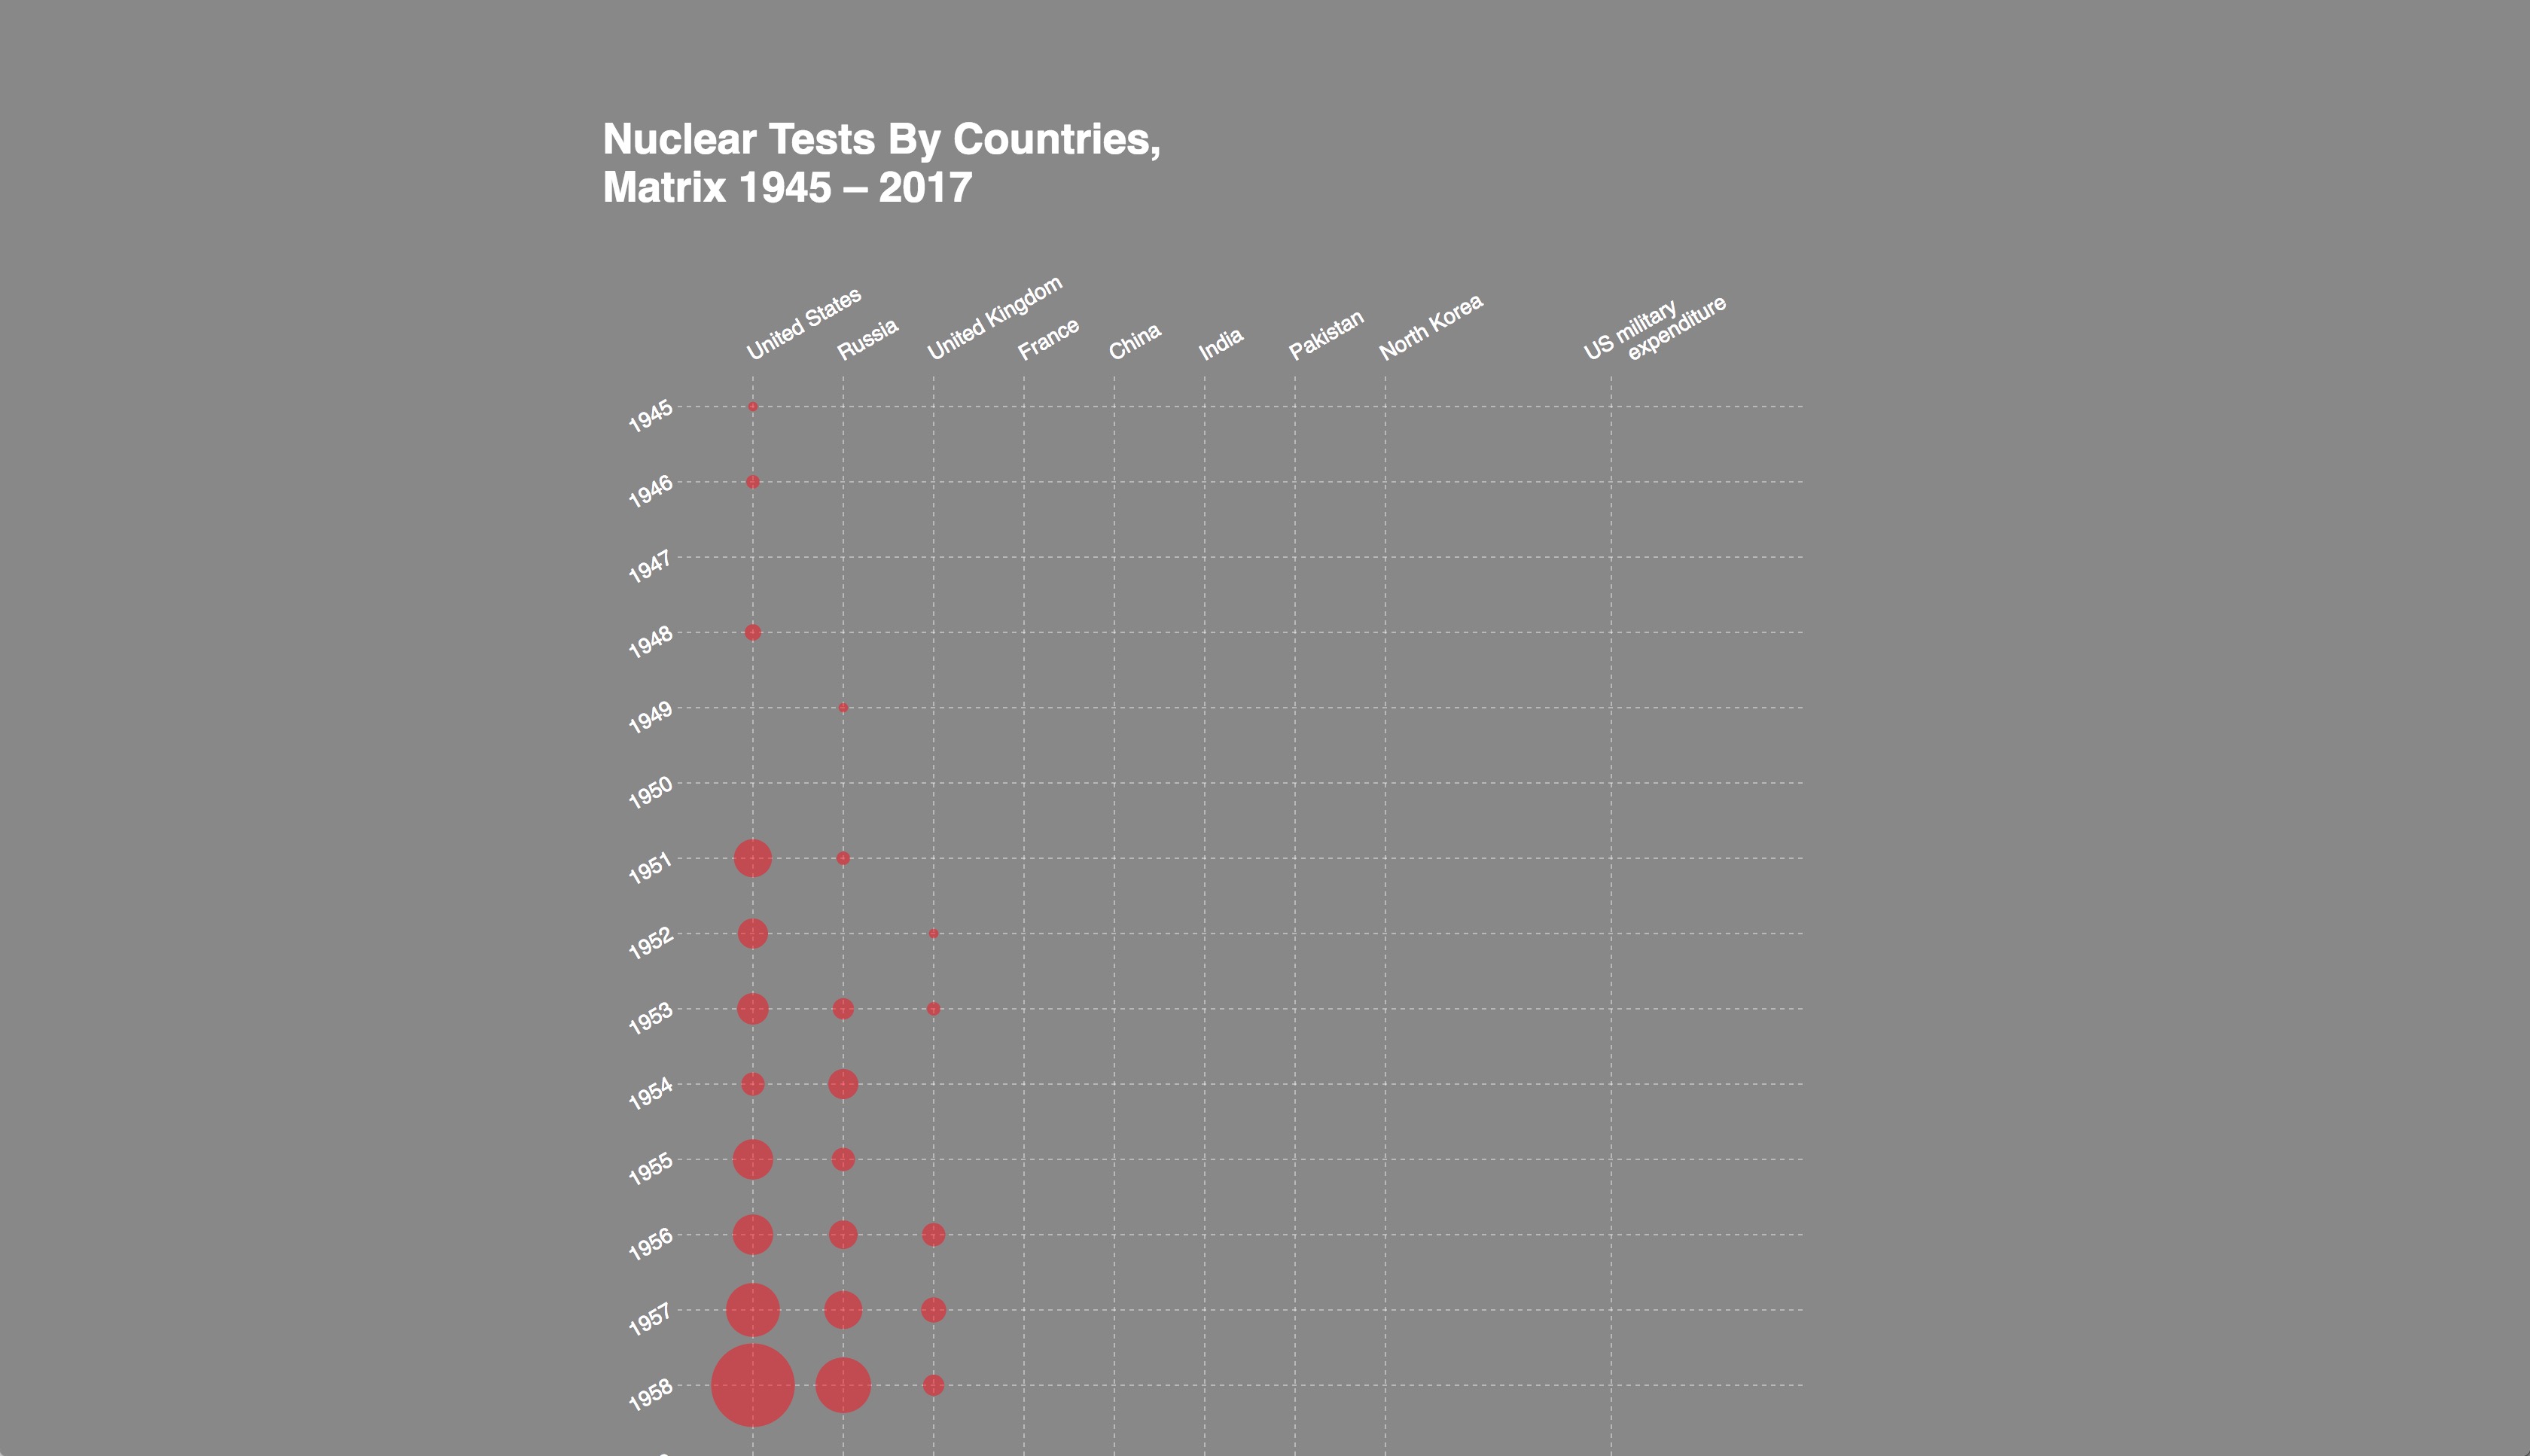 Nuclear Tests By Countries,
Matrix 1945 – 2017
United States
Russia
United Kingdom
France
China
India
Pakistan
North Korea
US military
expenditure
1945
1946
1947
1948
1949
1950
1951
1952
1953
1954
1955
1956
1957
1958